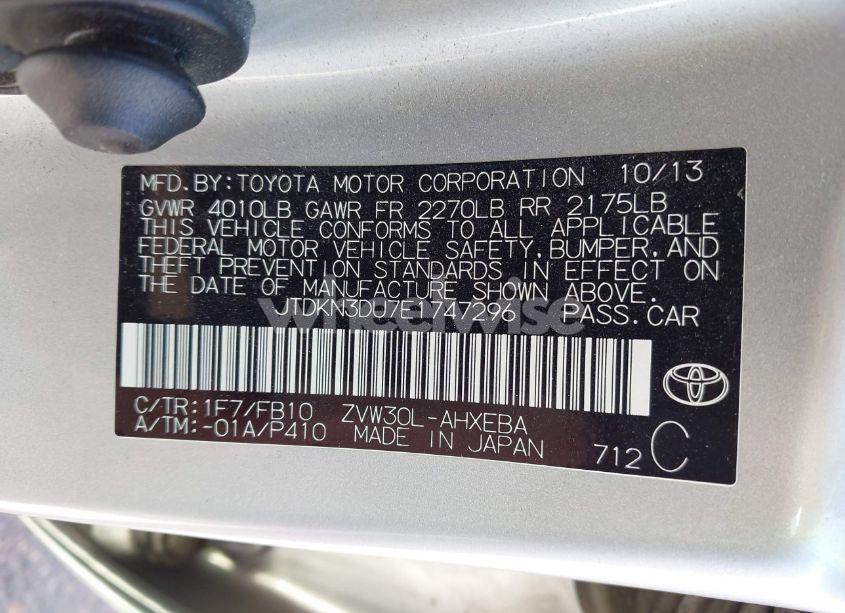 MFD. BY: TOYOTA MOTOR CORPORATION 10/13
GVWR 4010LB GAWR FR 2270LB RR 2175LB
THIS VEHICLE CONFORMS TO ALL APPLICABLE
FEDERAL MOTOR VEHICLE SAFETY, BUMPER, AND
THEFT PREVENTION STANDARDS IN EFFECT ON
THE DATE OF MANUFACTURE SHOWN ABOVE.
PASS. CAR
wheelwise
C/TR: 1F7/FB10 ZVW30L-AHXEBA
A/TM: -01A/P410 MADE IN JAPAN
712 C